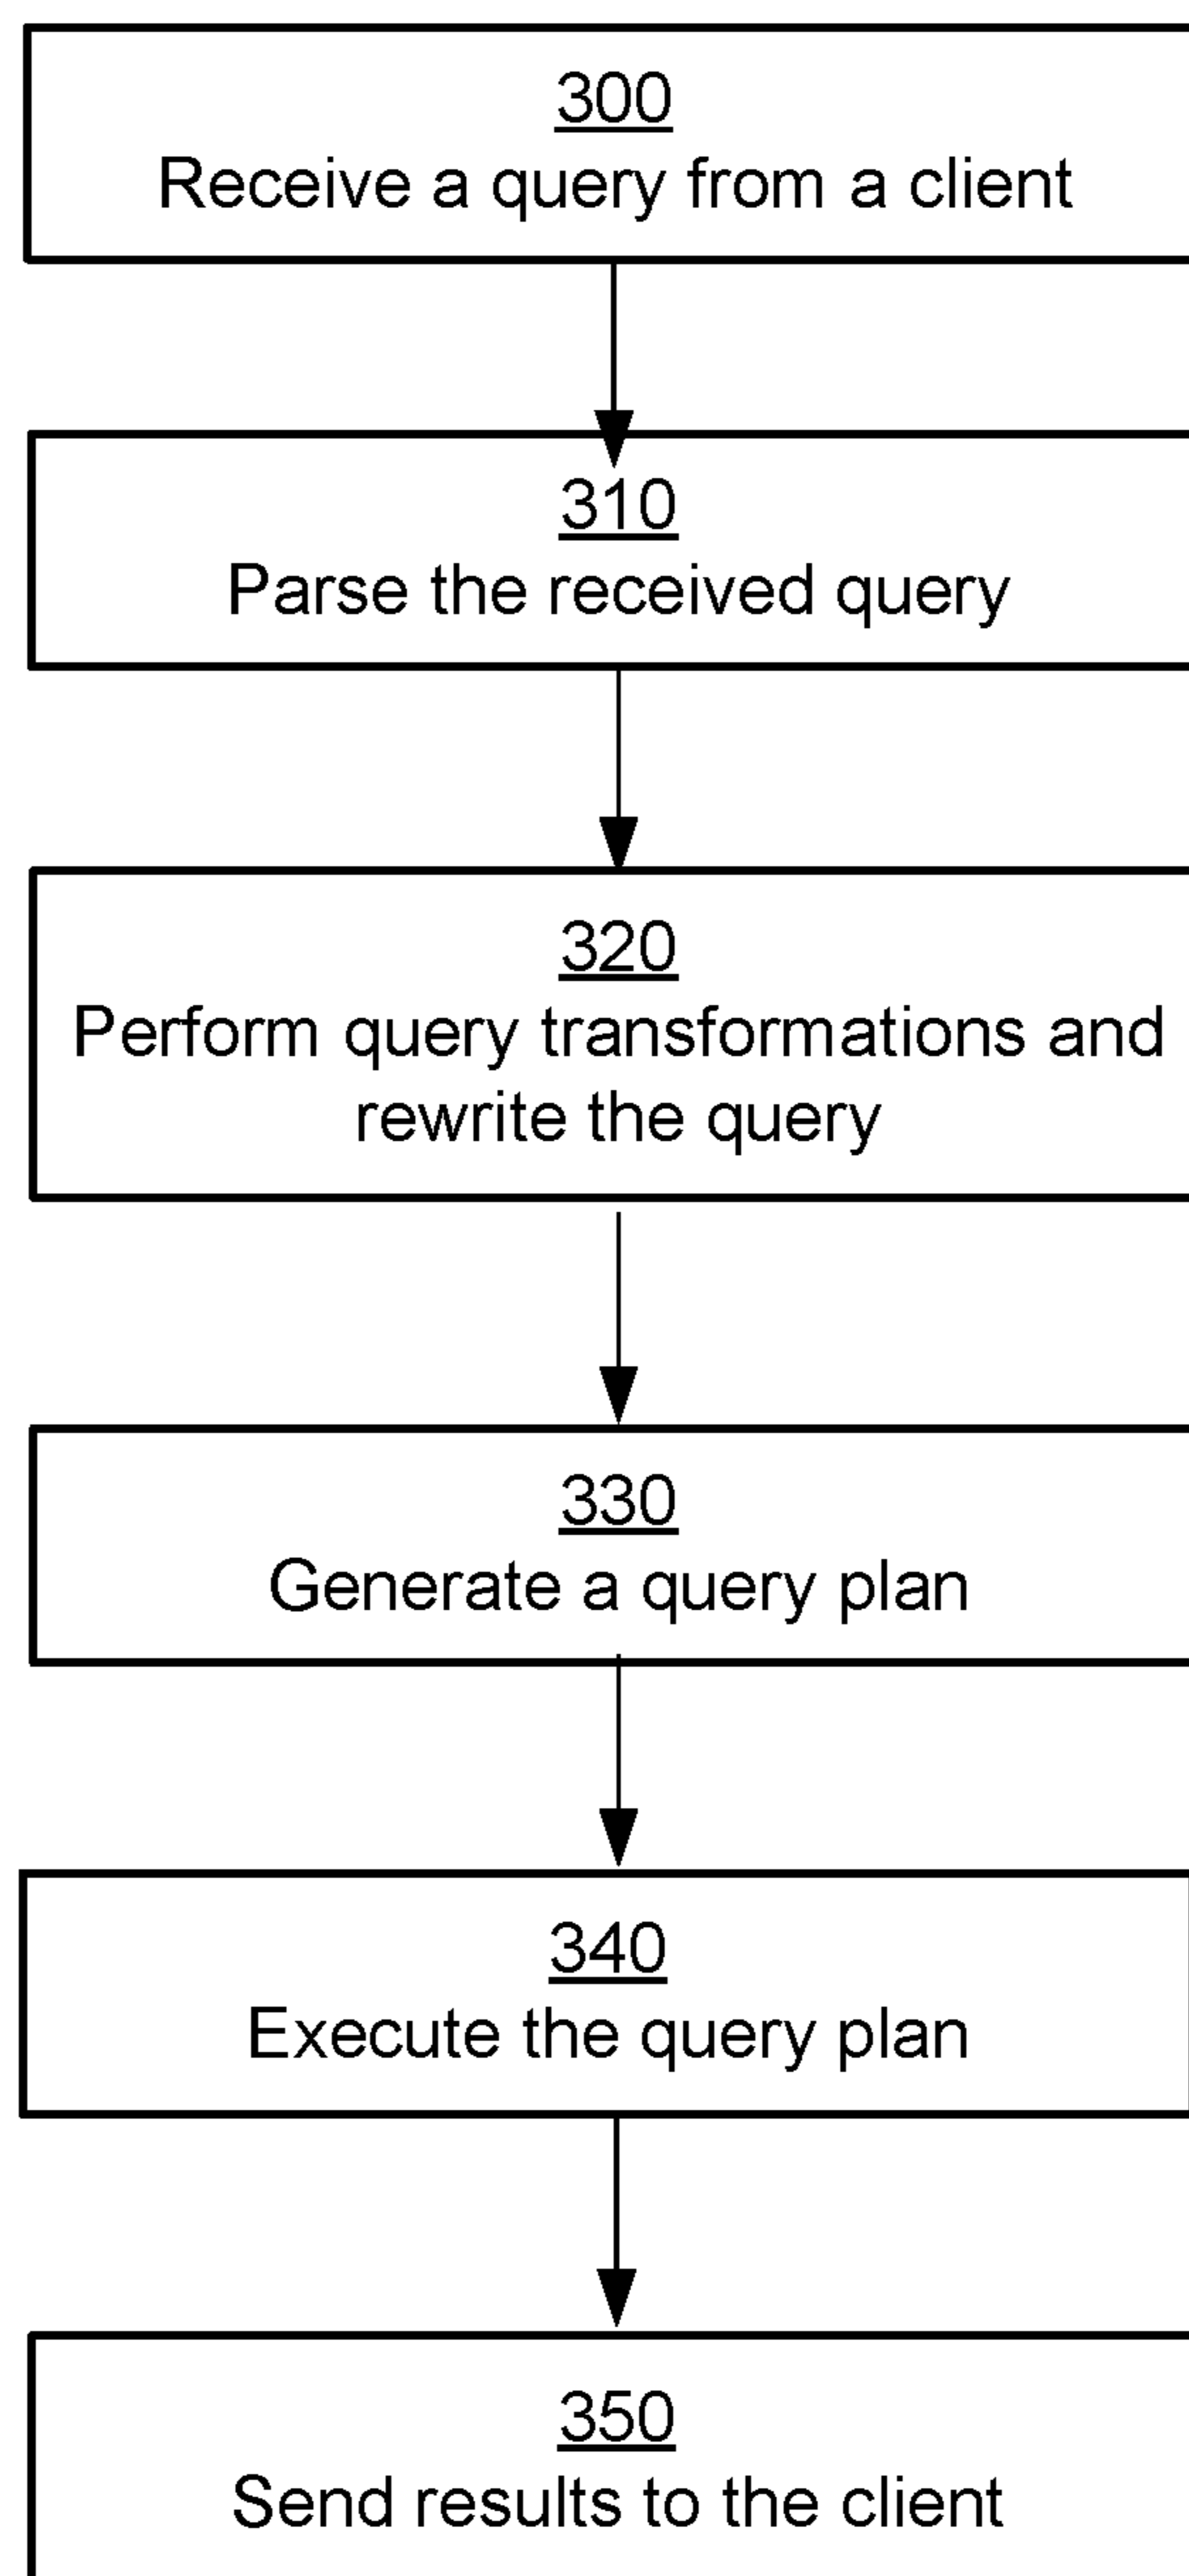 300
Receive a query from a client
310
Parse the received query
320
Perform query transformations and
rewrite the query
330
Generate a query plan
340
Execute the query plan
350
Send results to the client